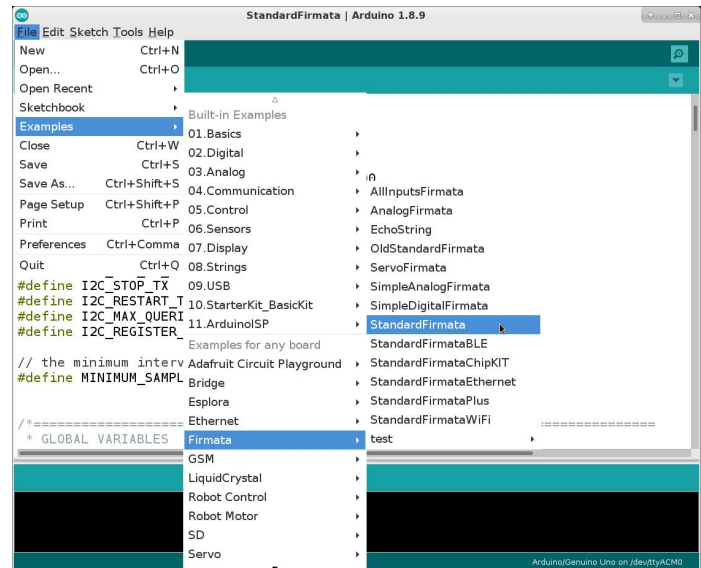 StandardFirmata | Arduino 1.8.9
File Edit Sketch Tools Help
New Ctrl+N
Open... Ctrl+O
Open Recent
Sketchbook
Examples
Close Ctrl+W
Save Ctrl+S
Save As... Ctrl+Shift+S
Page Setup Ctrl+Shift+P
Print Ctrl+P
Preferences Ctrl+Comma
Quit Ctrl+Q
Built-in Examples
01.Basics
02.Digital
03.Analog
04.Communication
05.Control
06.Sensors
07.Display
08.Strings
09.USB
10.StarterKit_BasicKit
11.ArduinoISP
Examples for any board
Adafruit Circuit Playground
Bridge
Esplora
Ethernet
Firmata
GSM
LiquidCrystal
Robot Control
Robot Motor
SD
Servo
AllInputsFirmata
AnalogFirmata
EchoString
OldStandardFirmata
ServoFirmata
SimpleAnalogFirmata
SimpleDigitalFirmata
StandardFirmata
StandardFirmataBLE
StandardFirmataChipKIT
StandardFirmataEthernet
StandardFirmataPlus
StandardFirmataWiFi
test
#define I2C_STOP_TX
#define I2C_RESTART_T
#define I2C_MAX_QUERI
#define I2C_REGISTER_
// the minimum interv
#define MINIMUM_SAMPL
/*==================== ==============
* GLOBAL VARIABLES
Arduino/Genuino Uno on /dev/ttyACM0